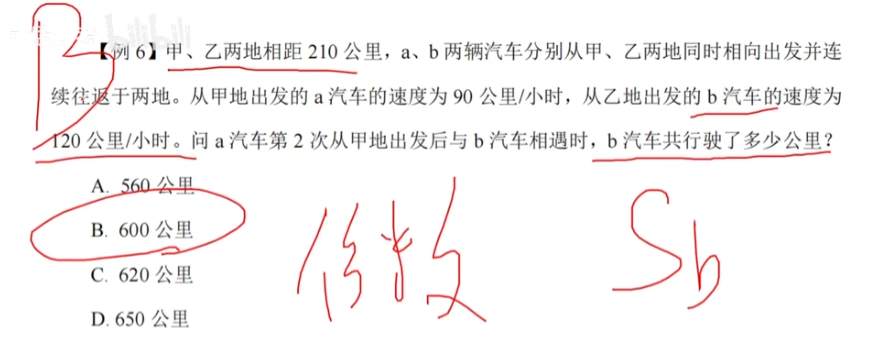 B
【例 6】甲、乙两地相距 210 公里，a、b 两辆汽车分别从甲、乙两地同时相向出发并连
续往返于两地。从甲地出发的 a 汽车的速度为 90 公里/小时，从乙地出发的 b 汽车的速度为
120 公里/小时。问 a 汽车第 2 次从甲地出发后与 b 汽车相遇时，b 汽车共行驶了多少公里？
A. 560 公里
B. 600 公里
C. 620 公里
D. 650 公里
倍数
Sb